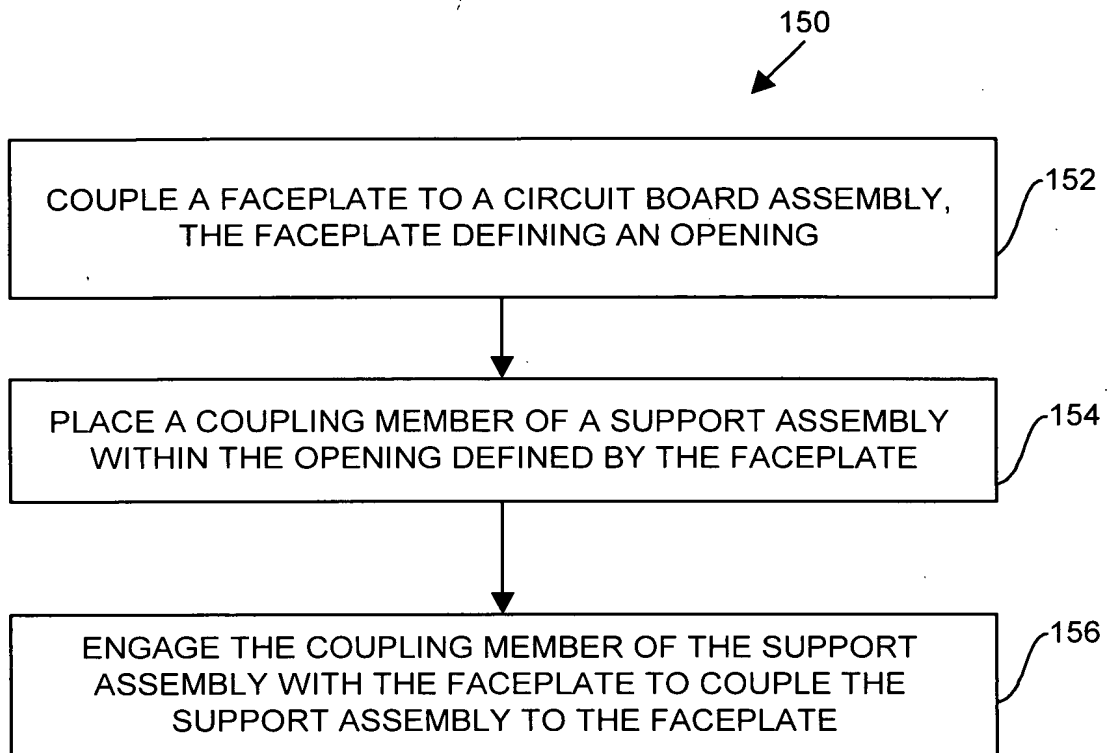 150
COUPLE A FACEPLATE TO A CIRCUIT BOARD ASSEMBLY,
THE FACEPLATE DEFINING AN OPENING
152
PLACE A COUPLING MEMBER OF A SUPPORT ASSEMBLY
WITHIN THE OPENING DEFINED BY THE FACEPLATE
154
ENGAGE THE COUPLING MEMBER OF THE SUPPORT
ASSEMBLY WITH THE FACEPLATE TO COUPLE THE
SUPPORT ASSEMBLY TO THE FACEPLATE
156